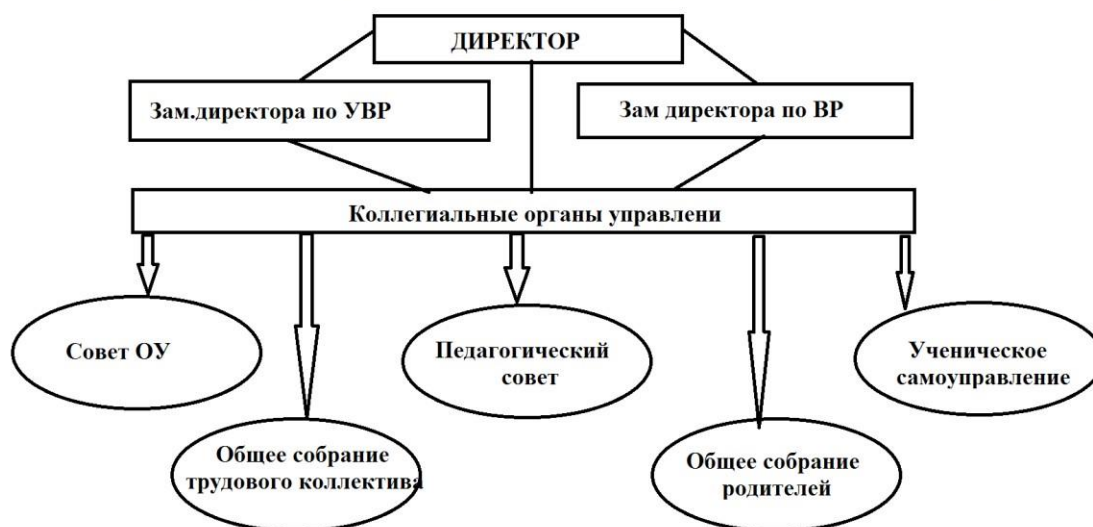 ДИРЕКТОР
Зам.директора по УВР
Зам директора по ВР
Коллегиальные органы управлени
Совет ОУ
Педагогический
совет
Ученическое
самоуправление
Общее собрание
трудового коллектива
Общее собрание
родителей